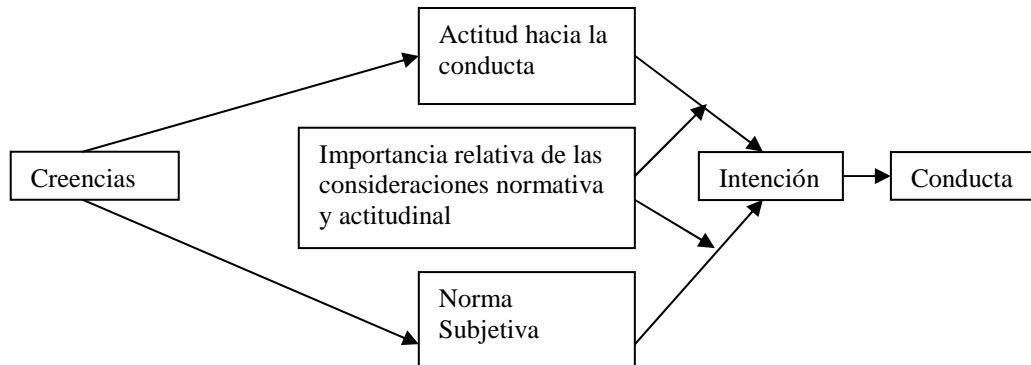 Actitud hacia la
conducta
Creencias
Importancia relativa de las
consideraciones normativa
y actitudinal
Intención
Conducta
Norma
Subjetiva